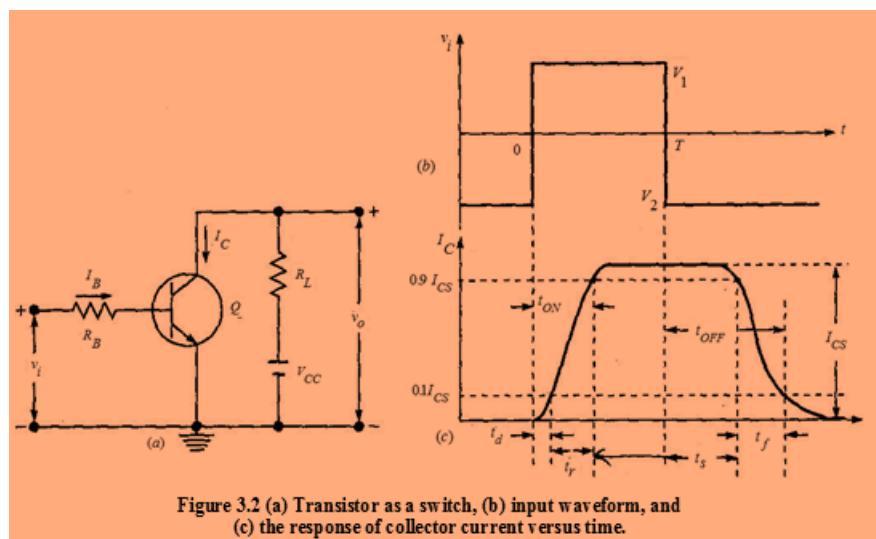 v_i
V_1
t
0
T
(b)
V_2
I_C
0.9 I_CS
t_ON
t_OFF
I_CS
0.1 I_CS
(c)
t_d
t_r
t_s
t_f
+
+
I_C
I_B
R_L
+
Q
R_B
v_o
v_i
V_CC
-
-
(a)
Figure 3.2 (a) Transistor as a switch, (b) input waveform, and
(c) the response of collector current versus time.